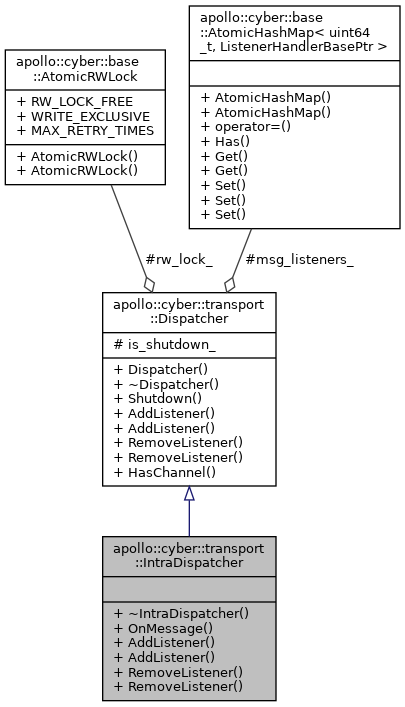 apollo::cyber::base
::AtomicHashMap< uint64
_t, ListenerHandlerBasePtr >
+ AtomicHashMap()
+ AtomicHashMap()
+ operator=()
+ Has()
+ Get()
+ Get()
+ Set()
+ Set()
+ Set()
apollo::cyber::base
::AtomicRWLock
+ RW_LOCK_FREE
+ WRITE_EXCLUSIVE
+ MAX_RETRY_TIMES
+ AtomicRWLock()
+ AtomicRWLock()
#rw_lock_
#msg_listeners_
apollo::cyber::transport
::Dispatcher
# is_shutdown_
+ Dispatcher()
+ ~Dispatcher()
+ Shutdown()
+ AddListener()
+ AddListener()
+ RemoveListener()
+ RemoveListener()
+ HasChannel()
apollo::cyber::transport
::IntraDispatcher
+ ~IntraDispatcher()
+ OnMessage()
+ AddListener()
+ AddListener()
+ RemoveListener()
+ RemoveListener()